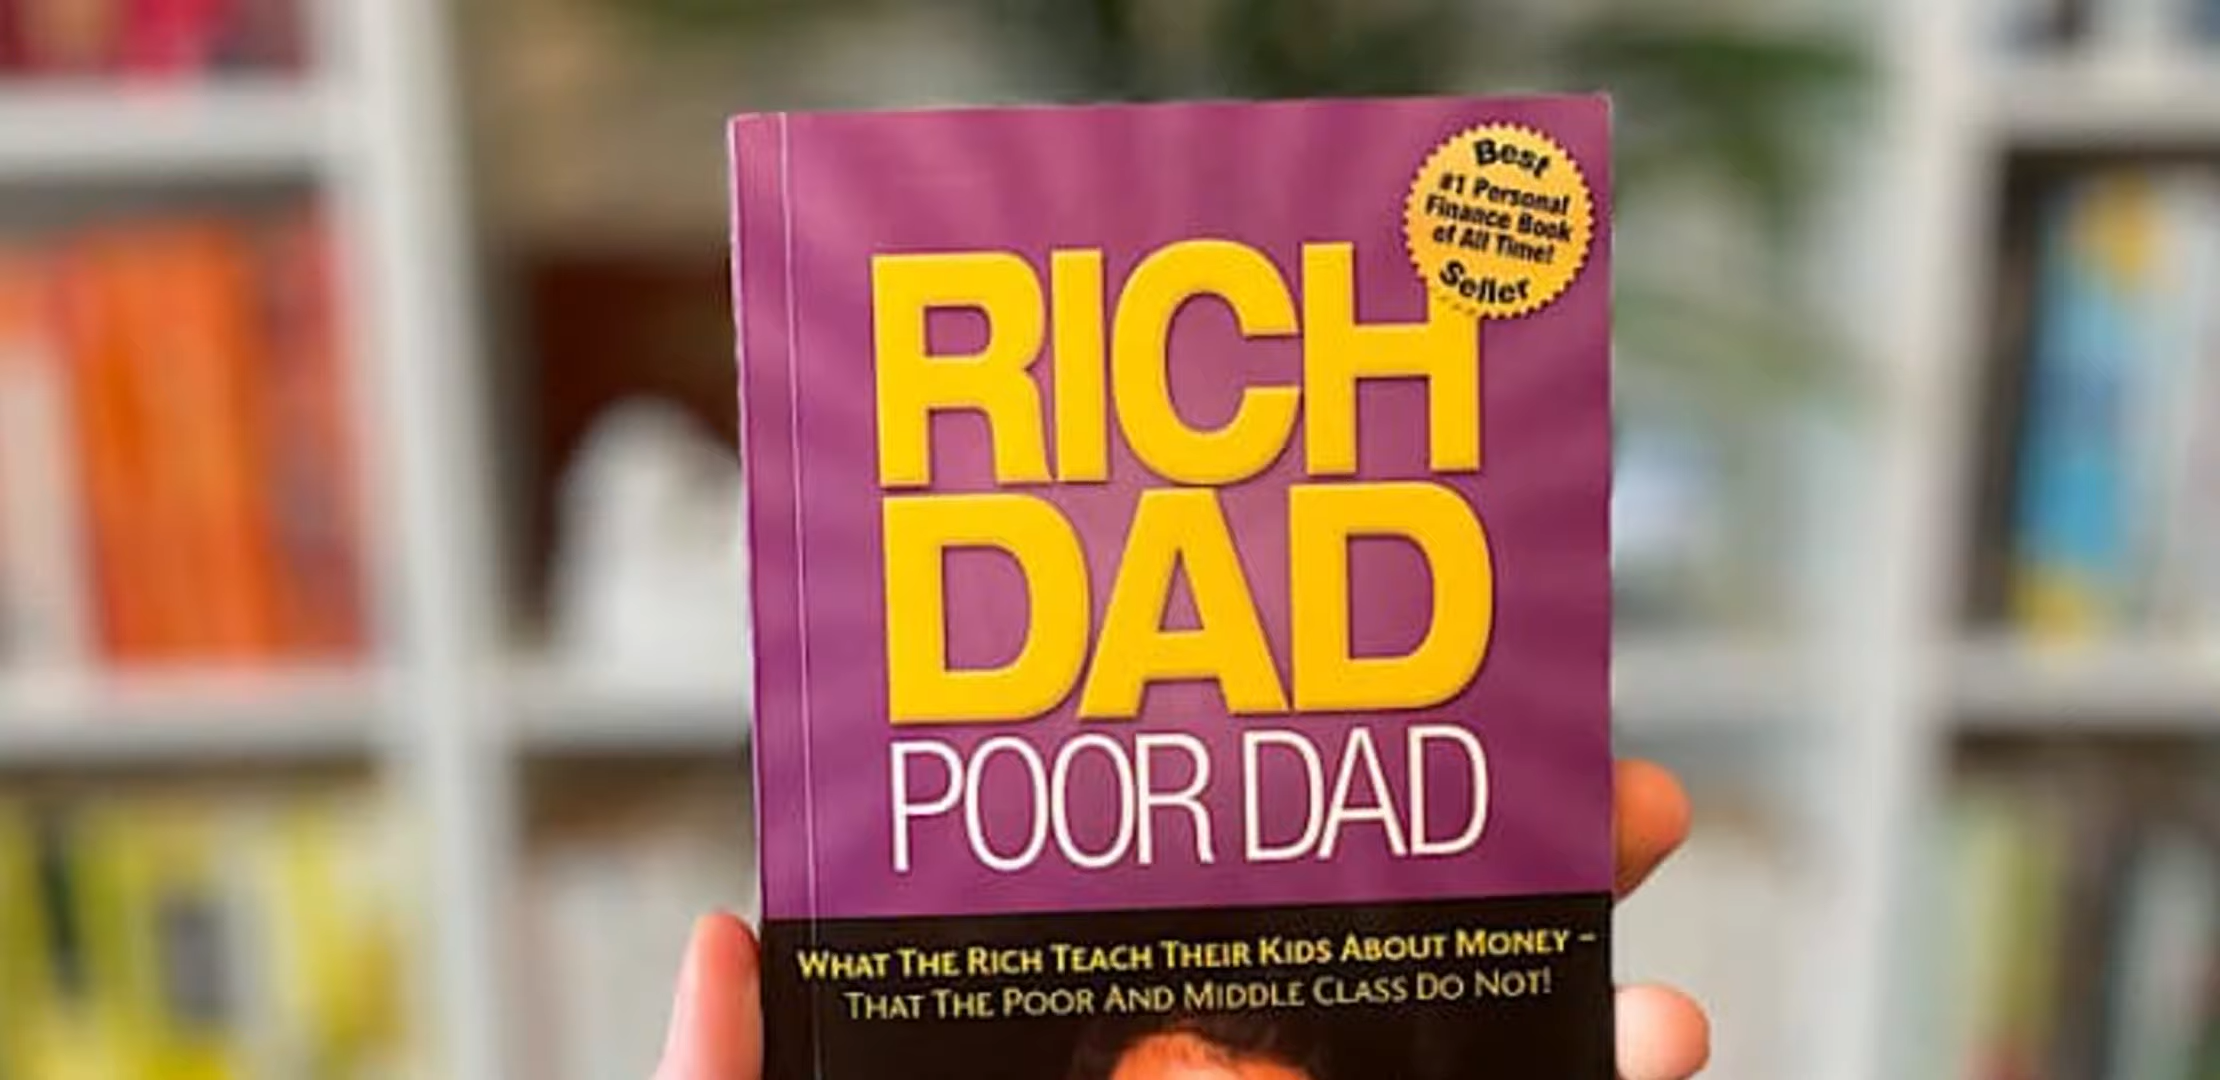 Best
#1 Personal
Finance Book
of All Time!
Seller
RICH
DAD
POOR DAD
WHAT THE RICH TEACH THEIR KIDS ABOUT MONEY –
THAT THE POOR AND MIDDLE CLASS DO NOT!